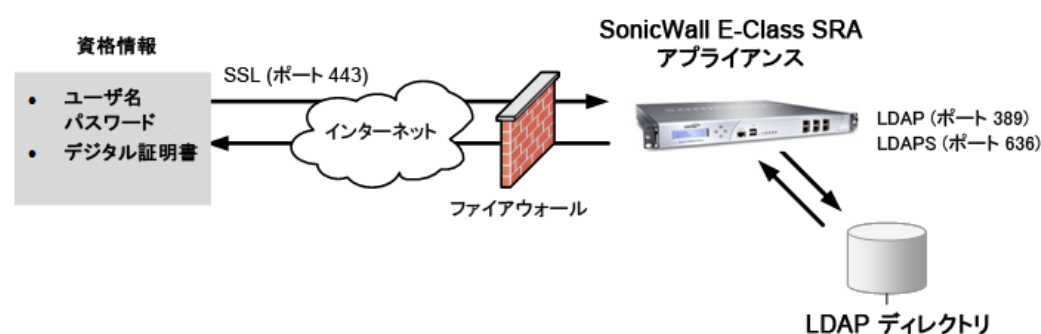 資格情報
• ユーザ名
パスワード
• デジタル証明書
SSL (ポート 443)
インターネット
ファイアウォール
SonicWall E-Class SRA
アプライアンス
LDAP (ポート 389)
LDAPS (ポート 636)
LDAP ディレクトリ